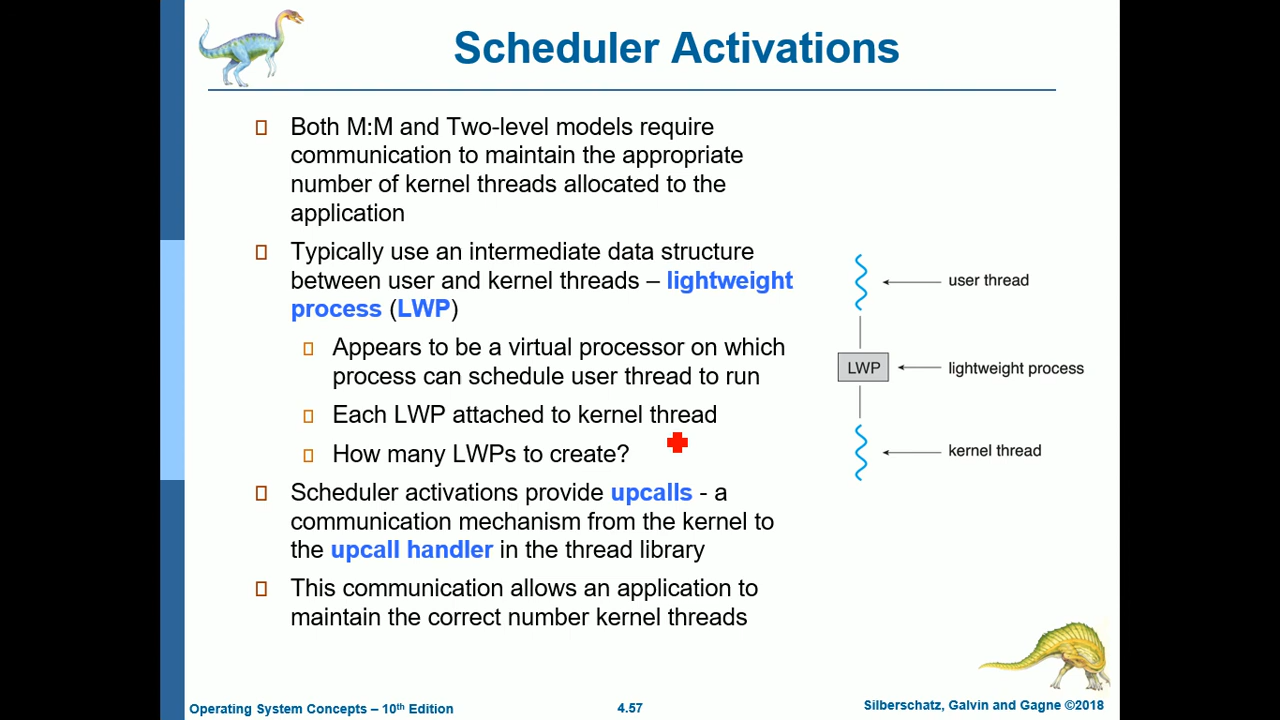 Scheduler Activations
Both M:M and Two-level models require
communication to maintain the appropriate
number of kernel threads allocated to the
application
Typically use an intermediate data structure
between user and kernel threads – lightweight
process (LWP)
Appears to be a virtual processor on which
process can schedule user thread to run
Each LWP attached to kernel thread
How many LWPs to create?
Scheduler activations provide upcalls - a
communication mechanism from the kernel to
the upcall handler in the thread library
This communication allows an application to
maintain the correct number kernel threads
user thread
LWP
lightweight process
kernel thread
Operating System Concepts – 10th Edition
4.57
Silberschatz, Galvin and Gagne ©2018